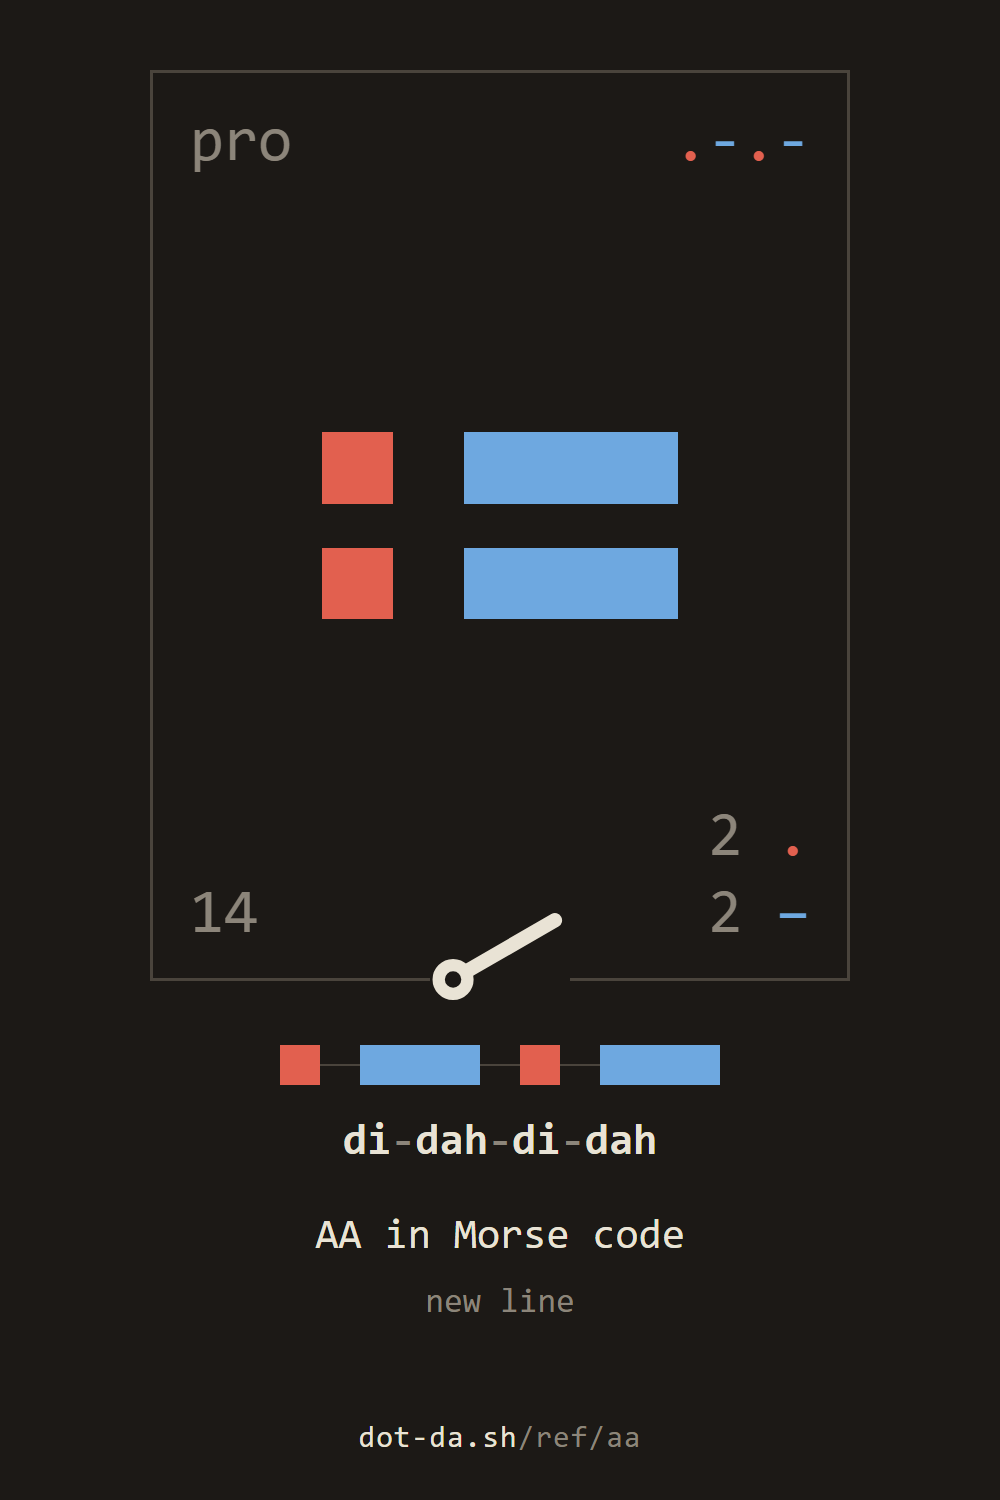 pro .-.-
2 .
14 2 -
di-dah-di-dah
AA in Morse code
new line
dot-da.sh/ref/aa